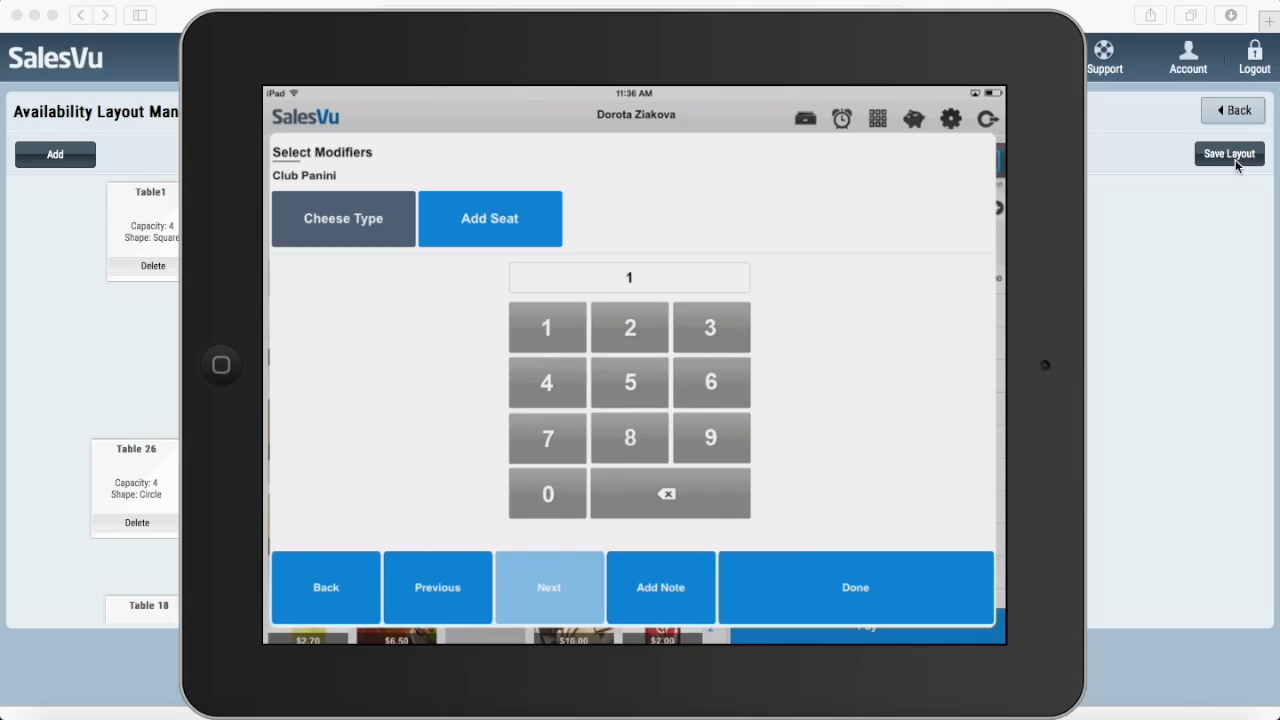 SalesVu
Support
Account
Logout
Availability Layout Man
Back
Add
Save Layout
Table1
Capacity: 4
Shape: Square
Delete
Table 26
Capacity: 4
Shape: Circle
Delete
Table 18
iPad
11:36 AM
SalesVu
Dorota Ziakova
Select Modifiers
Club Panini
Cheese Type
Add Seat
1
1 2 3
4 5 6
7 8 9
0
Back
Previous
Next
Add Note
Done
$2.70
$6.50
$10.00
$2.00
2